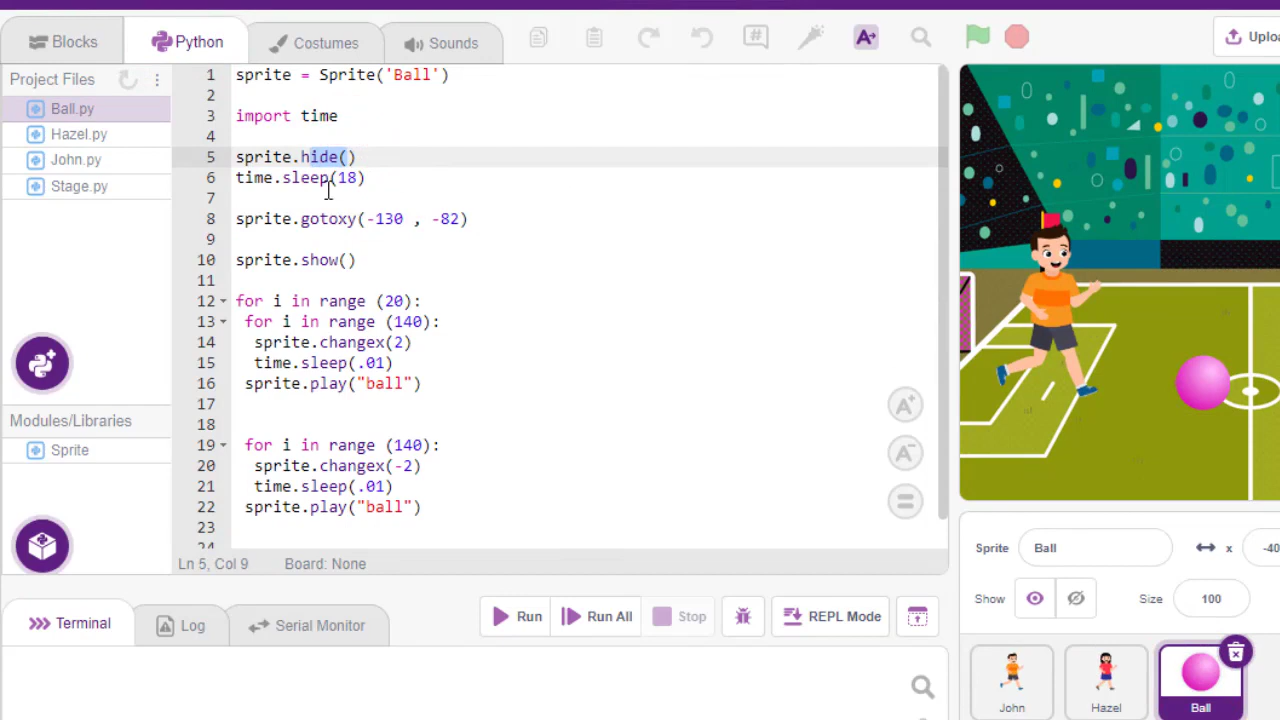 Blocks
Python
Costumes
Sounds
Upload
Project Files
Ball.py
Hazel.py
John.py
Stage.py
Modules/Libraries
Sprite
1 sprite = Sprite('Ball')
2
3 import time
4
5 sprite.hide()
6 time.sleep(18)
7
8 sprite.gotoxy(-130 , -82)
9
10 sprite.show()
11
12 for i in range (20):
13 for i in range (140):
14 sprite.changex(2)
15 time.sleep(.01)
16 sprite.play("ball")
17
18
19 for i in range (140):
20 sprite.changex(-2)
21 time.sleep(.01)
22 sprite.play("ball")
23
24
Ln 5, Col 9 Board: None
Terminal
Log
Serial Monitor
Run
Run All
Stop
REPL Mode
Sprite Ball x -40
Show Size 100
John
Hazel
Ball